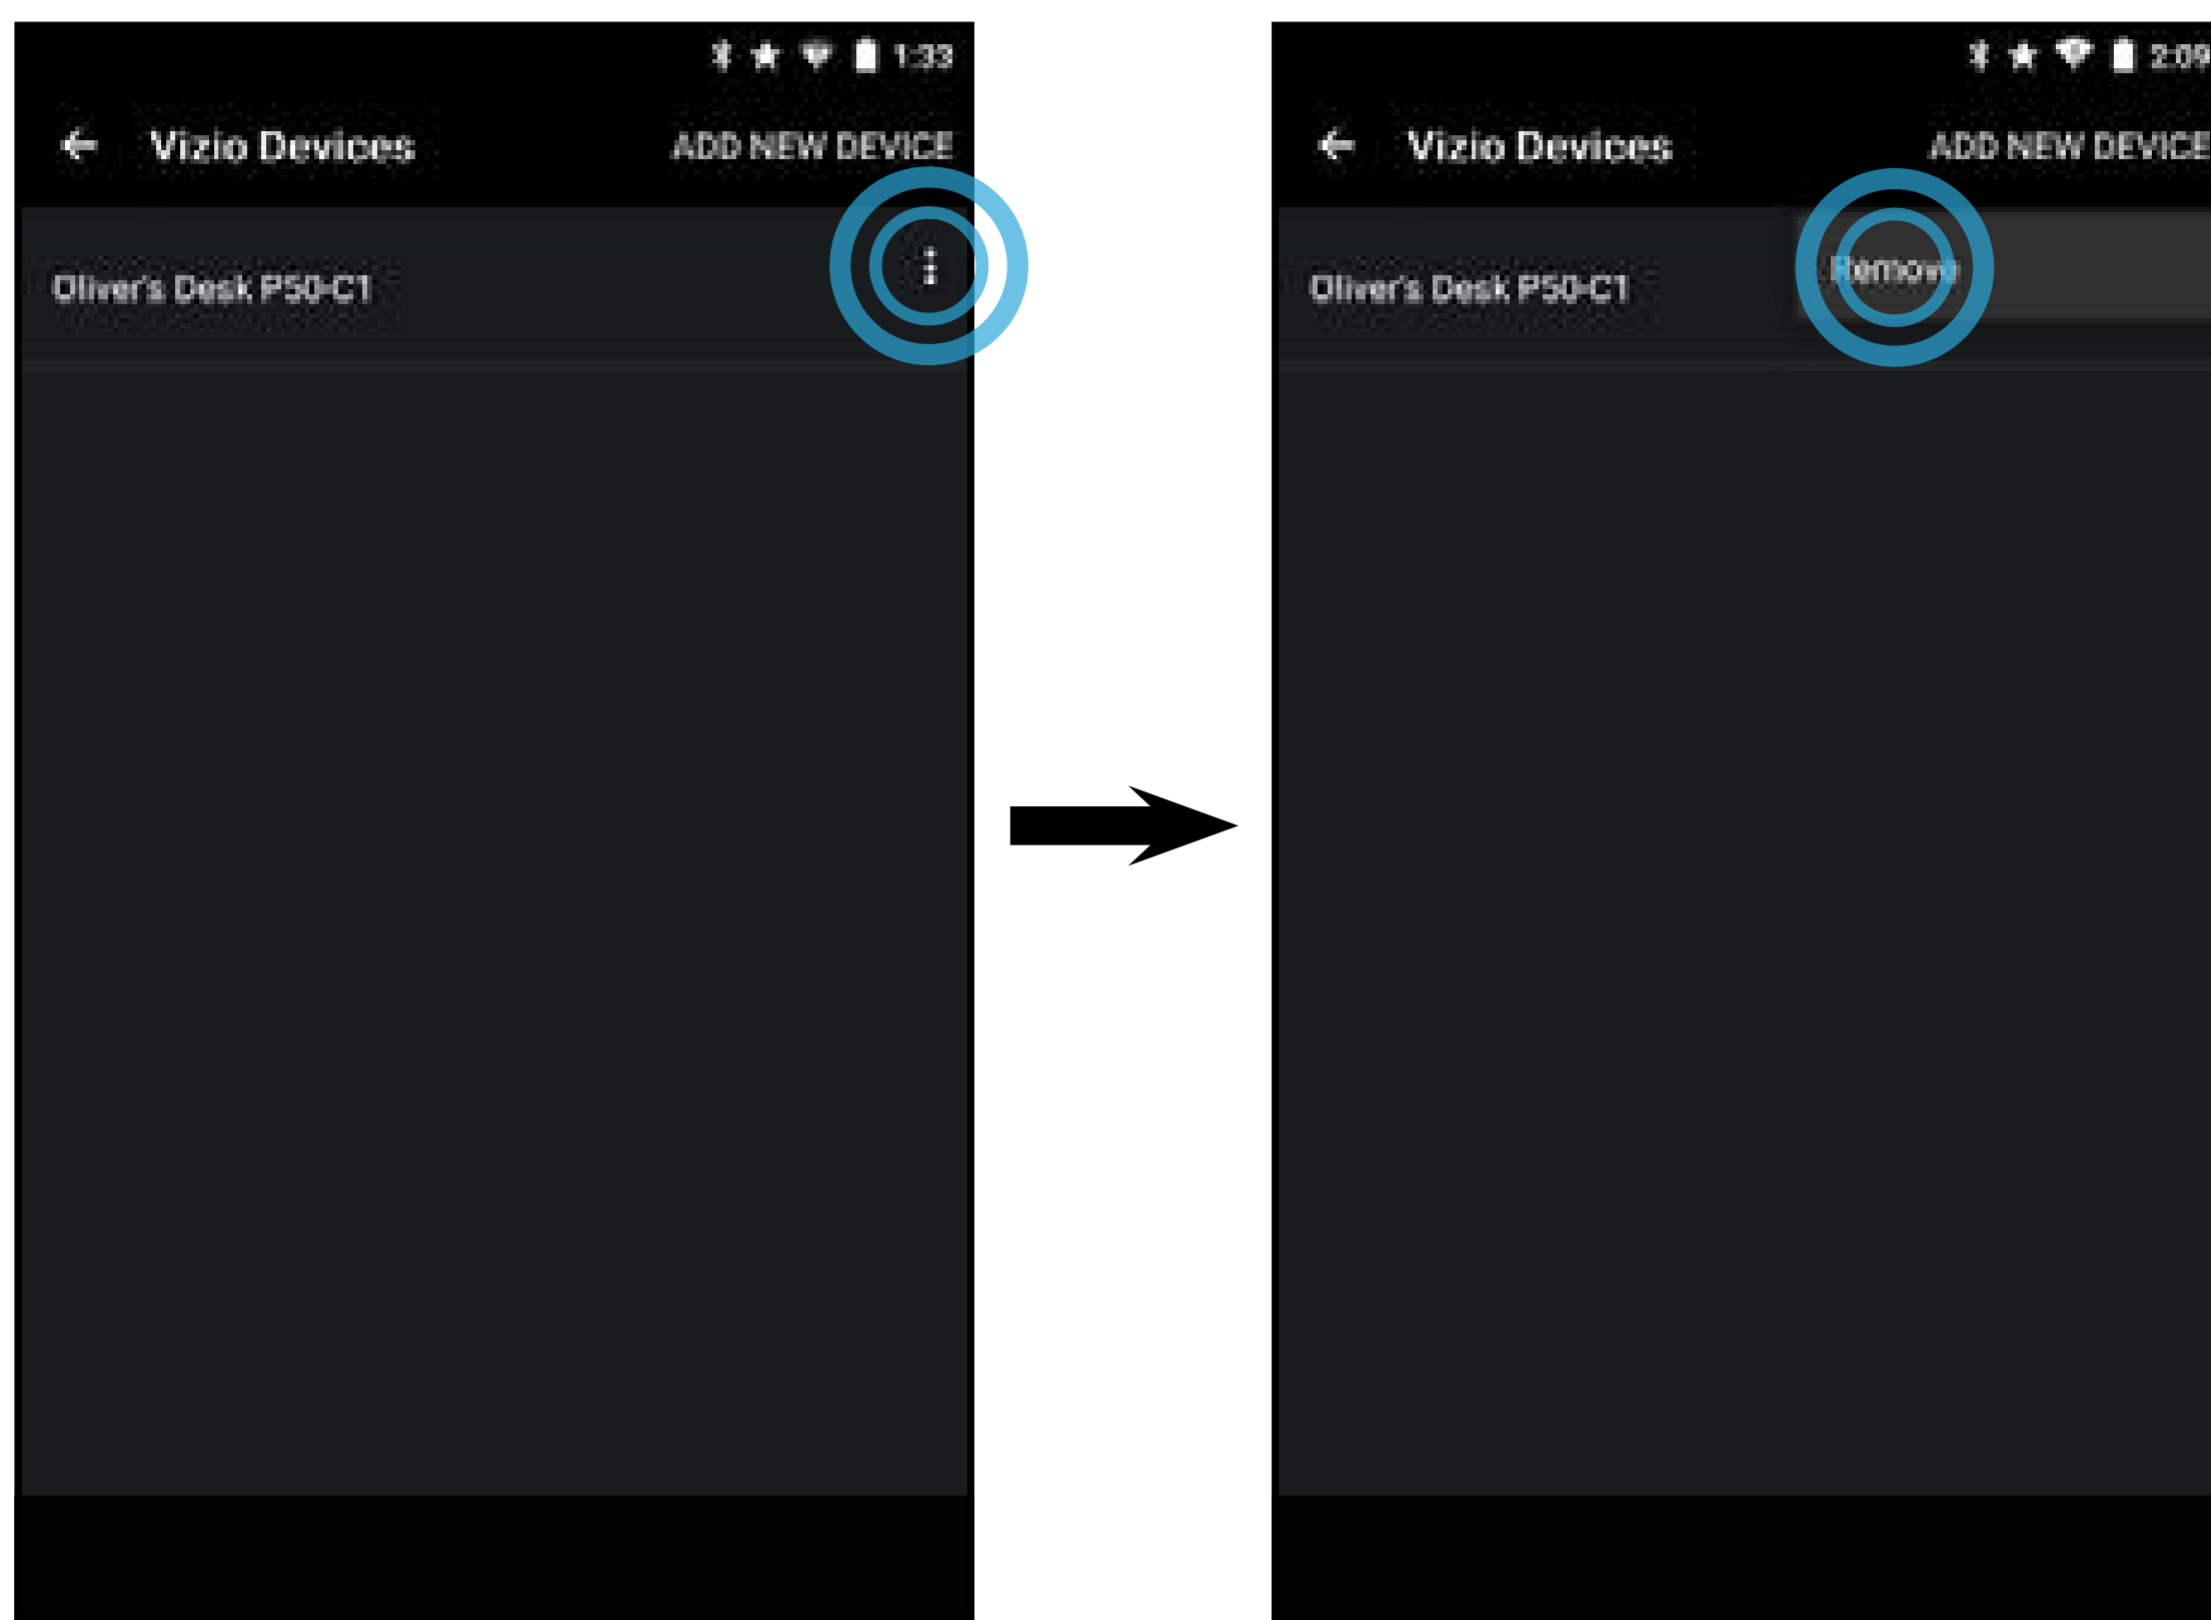 1:33
Vizio Devices ADD NEW DEVICE
Oliver's Desk P50-C1
2:09
Vizio Devices ADD NEW DEVICE
Oliver's Desk P50-C1 Remove